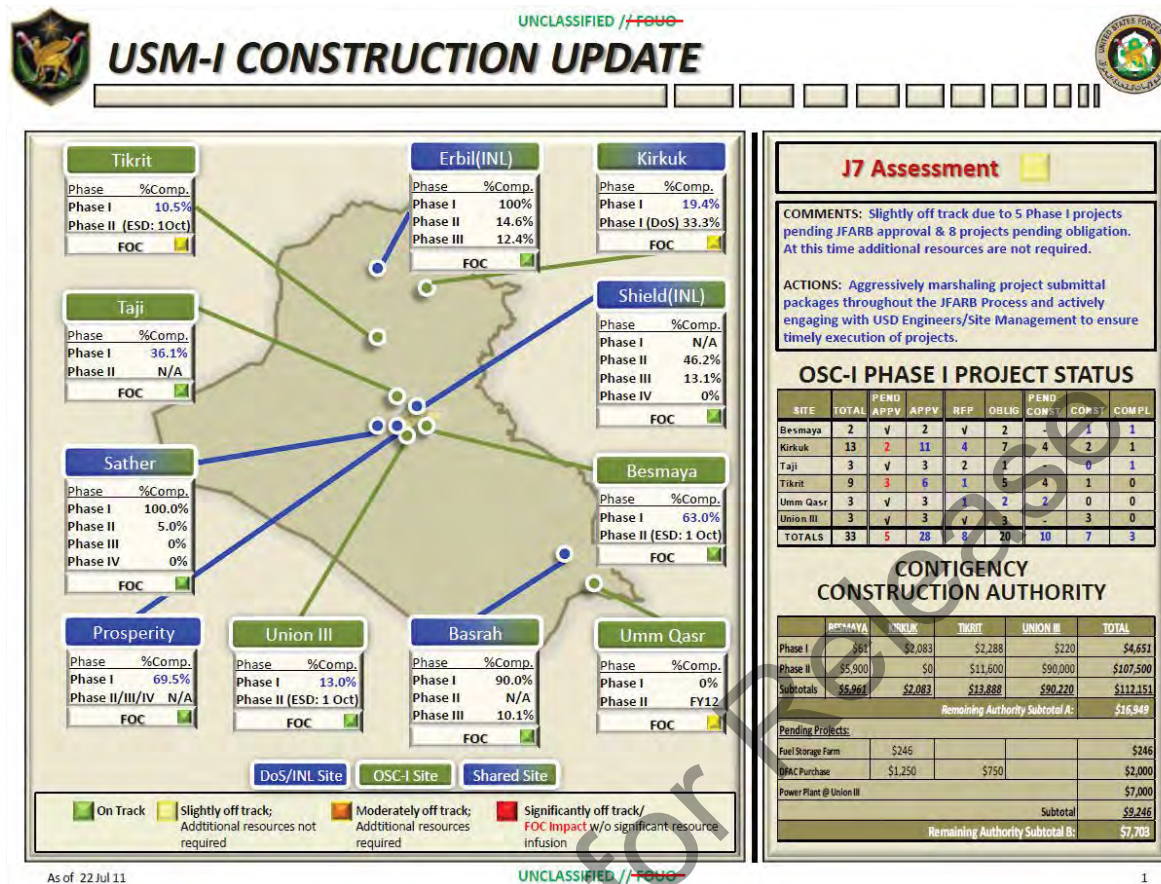 UNCLASSIFIED // FOUO
USM-I CONSTRUCTION UPDATE
UNITED STATES FORCES
Tikrit
Phase %Comp.
Phase I 10.5%
Phase II (ESD: 1Oct)
FOC
Erbil(INL)
Phase %Comp.
Phase I 100%
Phase II 14.6%
Phase III 12.4%
FOC
Kirkuk
Phase %Comp.
Phase I 19.4%
Phase I (DoS) 33.3%
FOC
Taji
Phase %Comp.
Phase I 36.1%
Phase II N/A
FOC
Shield(INL)
Phase %Comp.
Phase I N/A
Phase II 46.2%
Phase III 13.1%
Phase IV 0%
FOC
Sather
Phase %Comp.
Phase I 100.0%
Phase II 5.0%
Phase III 0%
Phase IV 0%
FOC
Besmaya
Phase %Comp.
Phase I 63.0%
Phase II (ESD: 1 Oct)
FOC
Prosperity
Phase %Comp.
Phase I 69.5%
Phase II/III/IV N/A
FOC
Union III
Phase %Comp.
Phase I 13.0%
Phase II (ESD: 1 Oct)
FOC
Basrah
Phase %Comp.
Phase I 90.0%
Phase II N/A
Phase III 10.1%
FOC
Umm Qasr
Phase %Comp.
Phase I 0%
Phase II FY12
FOC
DoS/INL Site OSC-I Site Shared Site
On Track
Slightly off track;
Addtitional resources not
required
Moderately off track;
Additional resources
required
Significantly off track/
FOC Impact w/o significant resource
infusion
J7 Assessment
COMMENTS: Slightly off track due to 5 Phase I projects
pending JFARB approval & 8 projects pending obligation.
At this time additional resources are not required.
ACTIONS: Aggressively marshaling project submittal
packages throughout the JFARB Process and actively
engaging with USD Engineers/Site Management to ensure
timely execution of projects.
OSC-I PHASE I PROJECT STATUS
SITE TOTAL PEND APPV APPV RFP OBLIG PEND CONST CONST COMPL
Besmaya 2 √ 2 √ 2 - 1 1
Kirkuk 13 2 11 4 7 4 2 1
Taji 3 √ 3 2 1 - 0 1
Tikrit 9 3 6 1 5 4 1 0
Umm Qasr 3 √ 3 1 2 2 0 0
Union III 3 √ 3 √ 3 - 3 0
TOTALS 33 5 28 8 20 10 7 3
CONTIGENCY
CONSTRUCTION AUTHORITY
BESMAYA KIRKUK TIKRIT UNION III TOTAL
Phase I $61 $2,083 $2,288 $220 $4,651
Phase II $5,900 $0 $11,600 $90,000 $107,500
Subtotals $5,961 $2,083 $13,888 $90,220 $112,151
Remaining Authority Subtotal A: $16,949
Pending Projects:
Fuel Storage Farm $246 $246
DFAC Purchase $1,250 $750 $2,000
Power Plant @ Union III $7,000
Subtotal $9,246
Remaining Authority Subtotal B: $7,703
for Release
As of 22 Jul 11
UNCLASSIFIED // FOUO
1